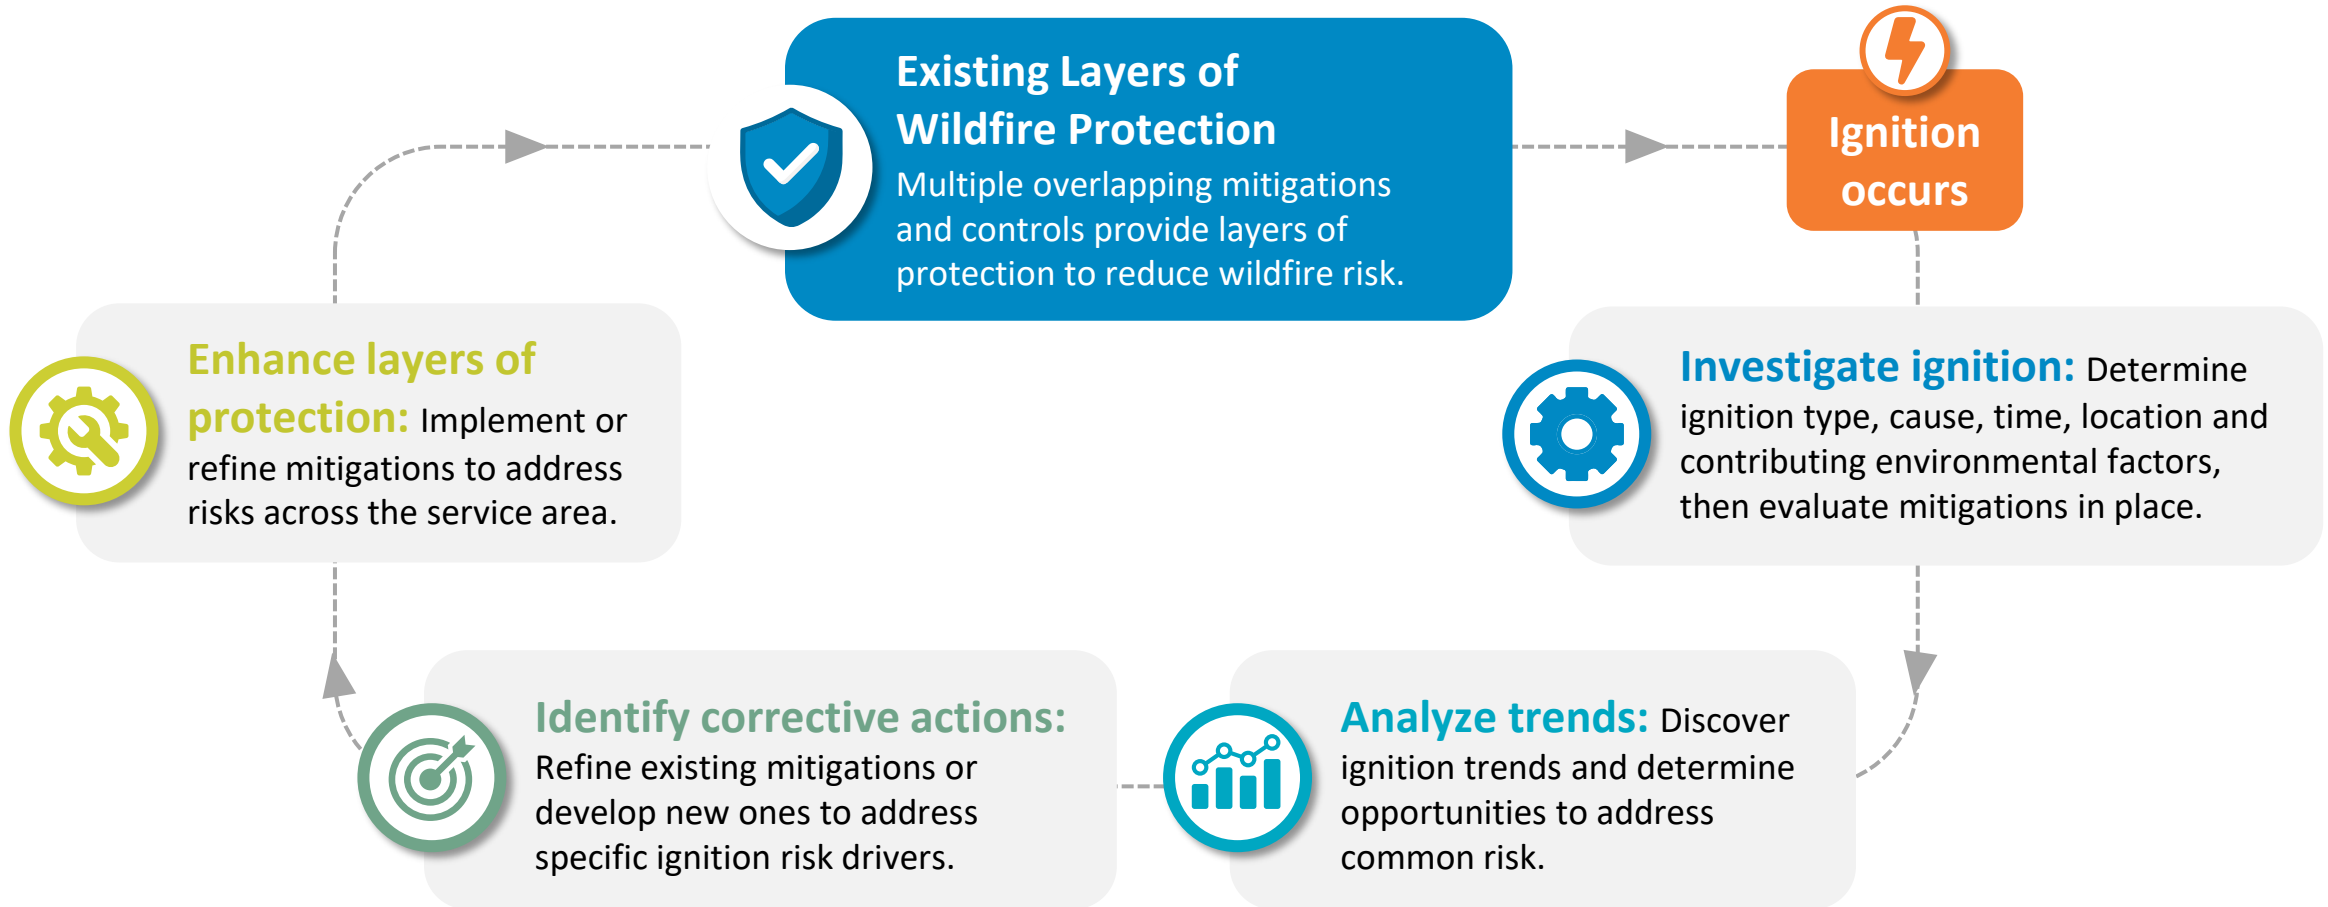 Existing Layers of
Wildfire Protection
Multiple overlapping mitigations
and controls provide layers of
protection to reduce wildfire risk.
Ignition
occurs
Investigate ignition: Determine
ignition type, cause, time, location and
contributing environmental factors,
then evaluate mitigations in place.
Analyze trends: Discover
ignition trends and determine
opportunities to address
common risk.
Identify corrective actions:
Refine existing mitigations or
develop new ones to address
specific ignition risk drivers.
Enhance layers of
protection: Implement or
refine mitigations to address
risks across the service area.